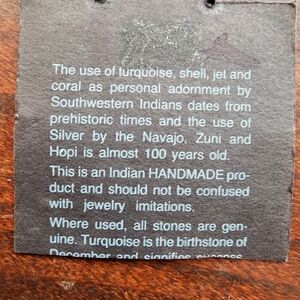 The use of turquoise, shell, jet and
coral as personal adornment by
Southwestern Indians dates from
prehistoric times and the use of
Silver by the Navajo, Zuni and
Hopi is almost 100 years old.
This is an Indian HANDMADE pro-
duct and should not be confused
with jewelry imitations.
Where used, all stones are gen-
uine. Turquoise is the birthstone of
December and signifies success